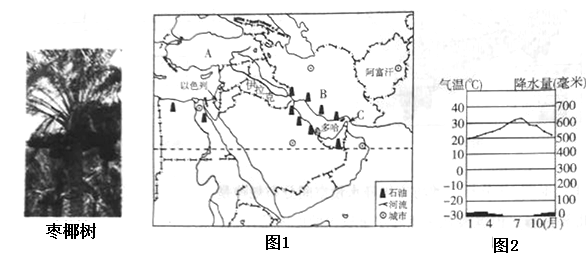 枣椰树
A
以色列
伊拉克
B
阿富汗
C
多哈
石油
河流
城市
图1
气温(℃) 降水量(毫米)
40 700
30 600
20 500
10 400
0 300
-10 200
-20 100
-30 0
1 4 7 10(月)
图2